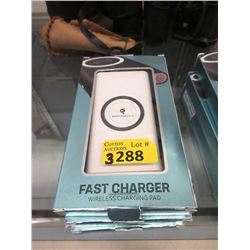 COTTON
AUCTIONS
Lot #
3288
FAST CHARGER
WIRELESS CHARGING PAD